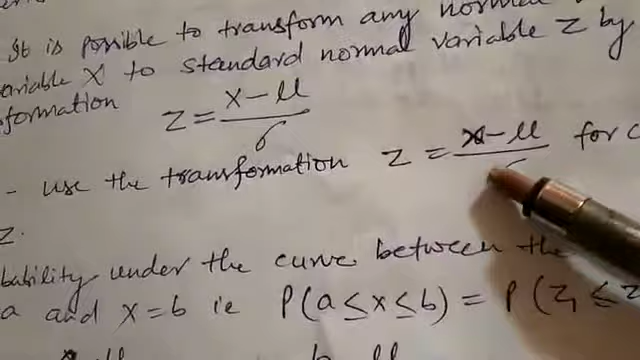 It is possible to transform any normal
variable X to standard normal variable Z by
formation Z = X - μ / σ
- use the transformation Z = X - μ / σ for
Z.
bability under the curve between the
a and X = b ie P(a ≤ X ≤ b) = P(Z₁ ≤ Z